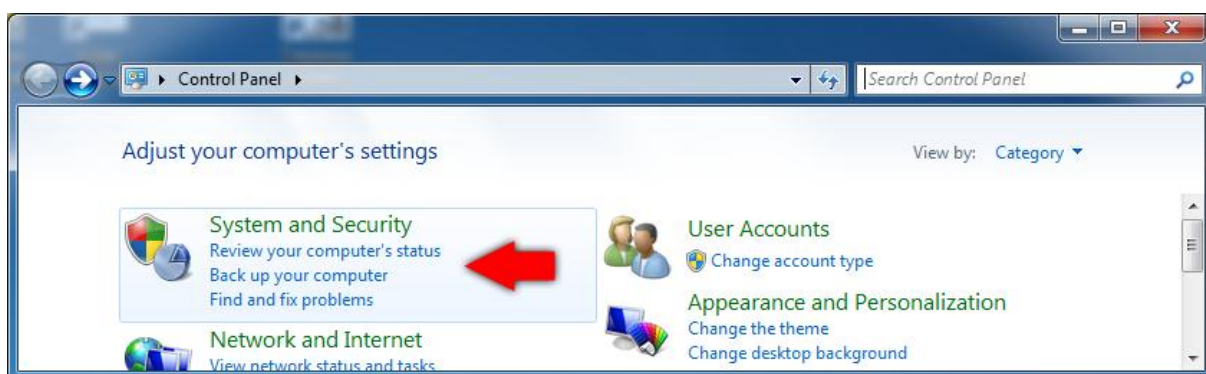 Control Panel
Search Control Panel
Adjust your computer's settings
View by: Category
System and Security
Review your computer's status
Back up your computer
Find and fix problems
Network and Internet
View network status and tasks
User Accounts
Change account type
Appearance and Personalization
Change the theme
Change desktop background